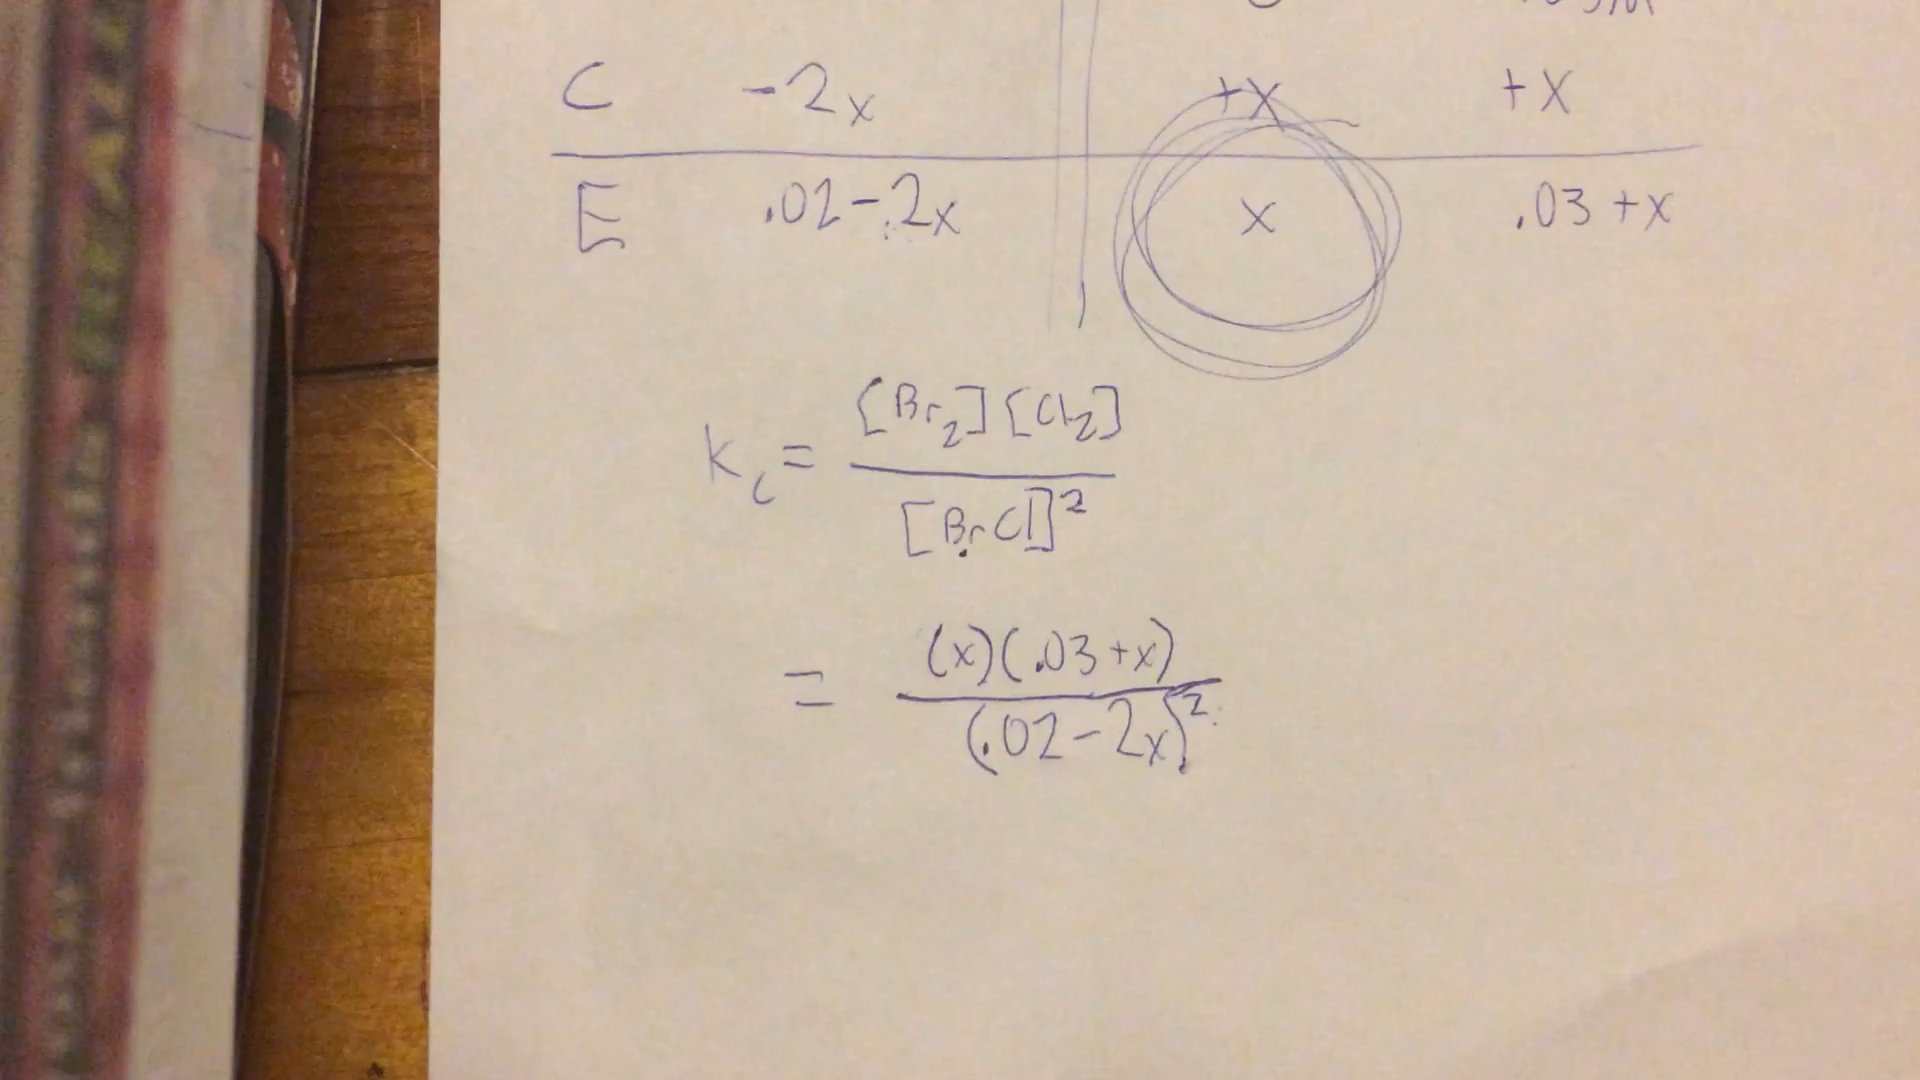 C -2x +x +x
E .02-2x x .03+x
Kc = [Br2][Cl2]
[BrCl]²
= (x)(.03+x)
(.02-2x)²